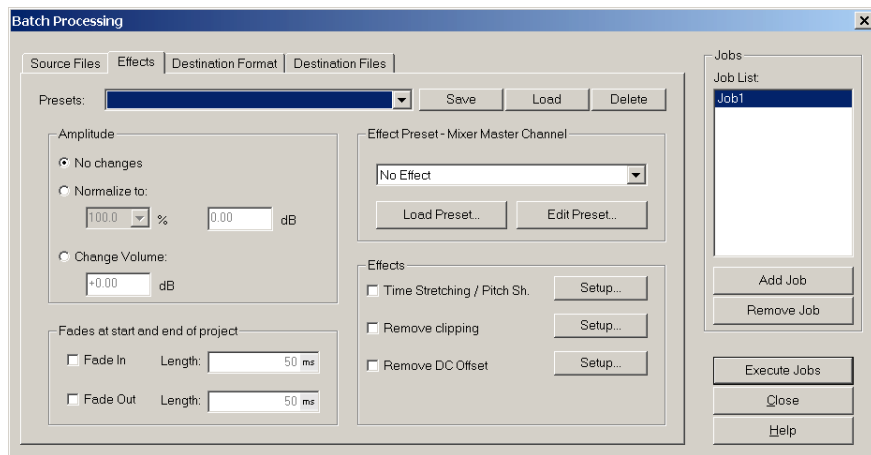 Batch Processing
Source Files Effects Destination Format Destination Files
Presets: Save Load Delete
Amplitude
No changes
Normalize to:
100.0 % 0.00 dB
Change Volume:
+0.00 dB
Fades at start and end of project
Fade In Length: 50 ms
Fade Out Length: 50 ms
Effect Preset - Mixer Master Channel
No Effect
Load Preset... Edit Preset...
Effects
Time Stretching / Pitch Sh. Setup...
Remove clipping Setup...
Remove DC Offset Setup...
Jobs
Job List:
Job1
Add Job
Remove Job
Execute Jobs
Close
Help